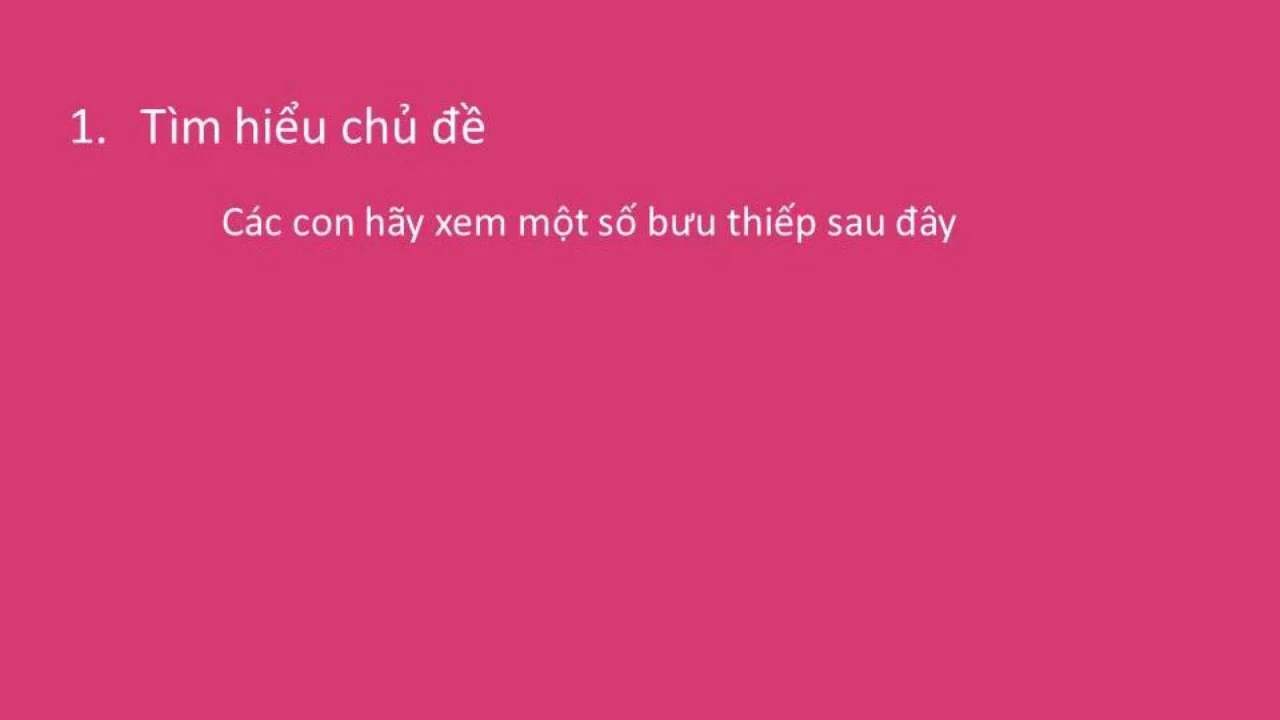 1. Tìm hiểu chủ đề
Các con hãy xem một số bưu thiếp sau đây